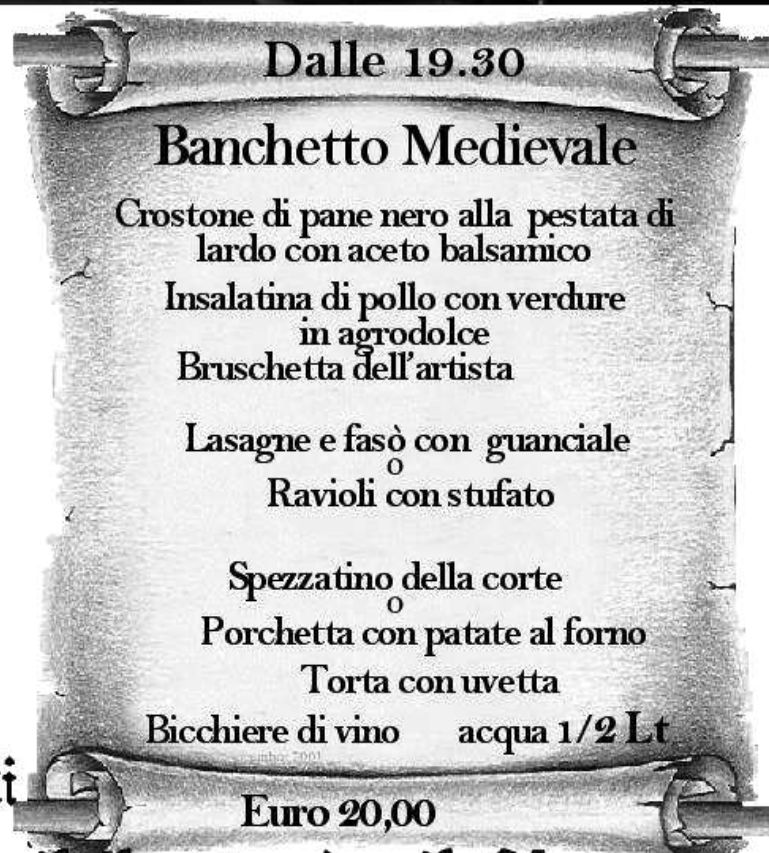 Dalle 19.30
Banchetto Medievale
Crostone di pane nero alla pestata di
lardo con aceto balsamico
Insalatina di pollo con verdure
in agrodolce
Bruschetta dell'artista
Lasagne e fasò con guanciale
o
Ravioli con stufato
Spezzatino della corte
o
Porchetta con patate al forno
Torta con uvetta
Bicchiere di vino acqua 1/2 Lt
Euro 20,00